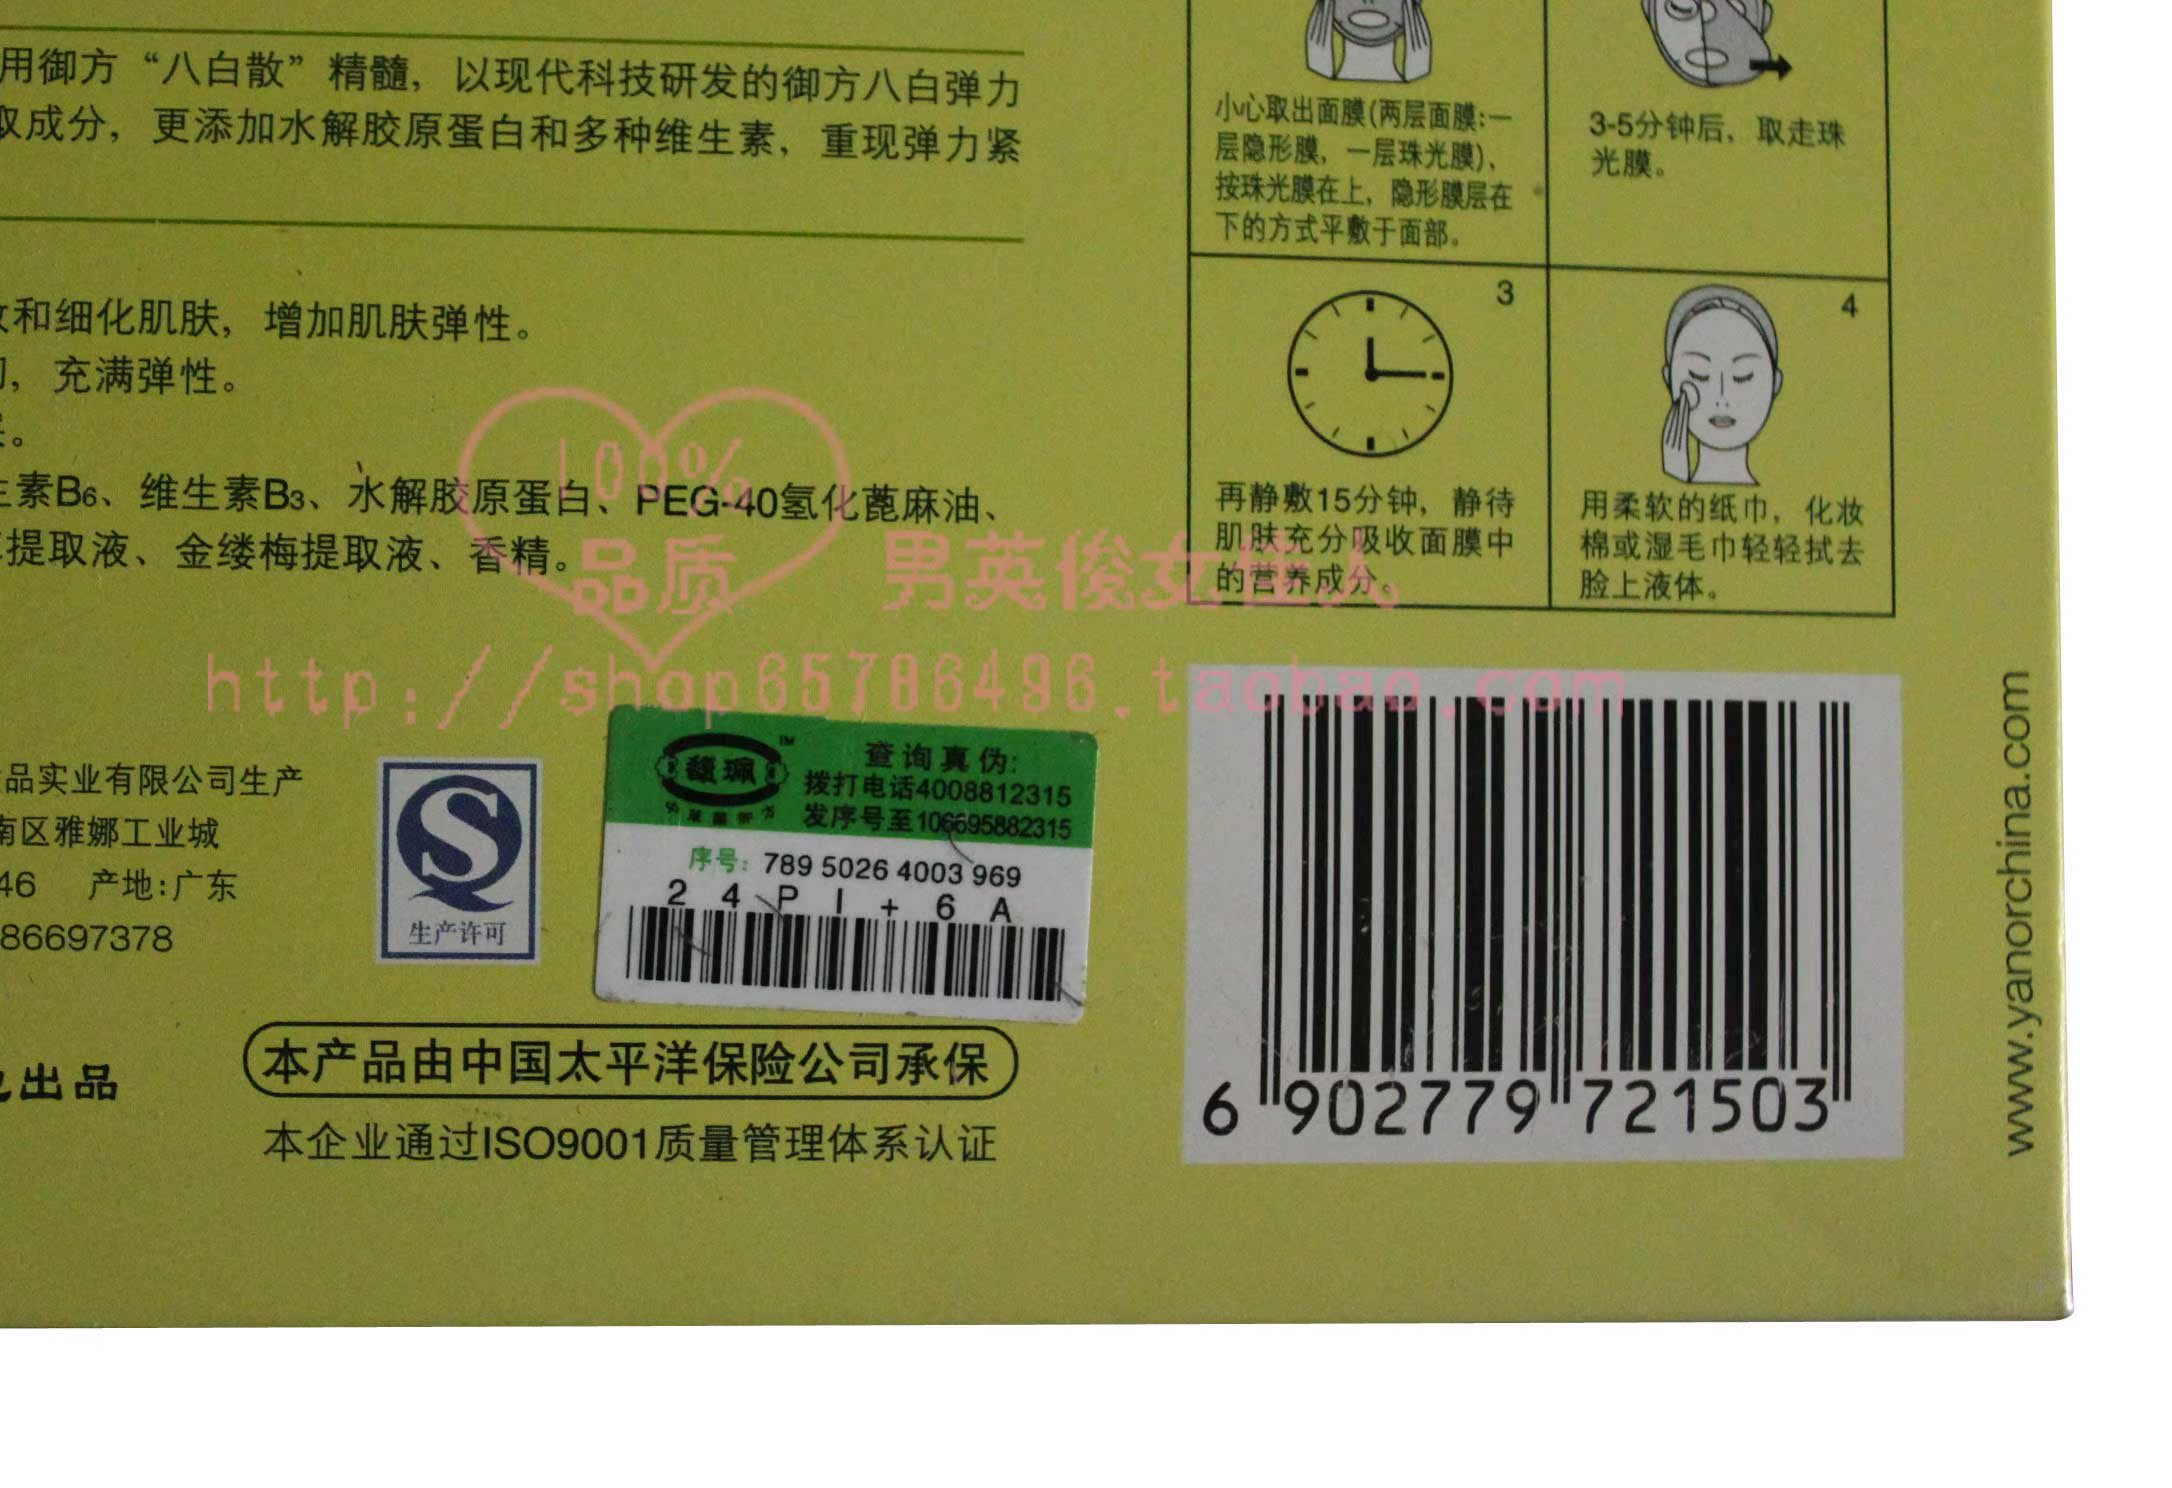 用御方“八白散”精髓，以现代科技研发的御方八白弹力
取成分，更添加水解胶原蛋白和多种维生素，重现弹力紧
和细化肌肤，增加肌肤弹性。
，充满弹性。
素B6、维生素B3、水解胶原蛋白、PEG-40氢化蓖麻油、
提取液、金缕梅提取液、香精。
小心取出面膜(两层面膜:一
层隐形膜，一层珠光膜)，
按珠光膜在上，隐形膜层在
下的方式平敷于面部。
3-5分钟后，取走珠
光膜。
3
再静敷15分钟，静待
肌肤充分吸收面膜中
的营养成分。
4
用柔软的纸巾，化妆
棉或湿毛巾轻轻拭去
脸上液体。
100%
品质
男英俊女
http://shop65786496.taobao.com
品实业有限公司生产
南区雅娜工业城
46 产地:广东
86697378
出品
生产许可
馥珮
TM
查询真伪:
拨打电话4008812315
发序号至106695882315
序号: 789 5026 4003 969
24PI+6A
本产品由中国太平洋保险公司承保
本企业通过ISO9001质量管理体系认证
6 902779 721503
www.yanorchina.com